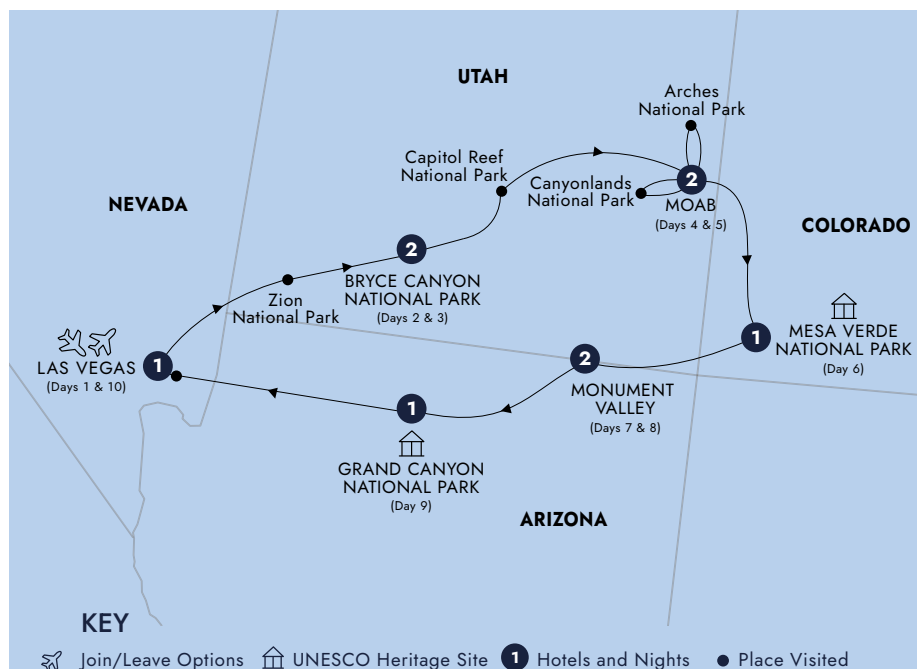 UTAH
Arches
National Park
Capitol Reef
National Park
Canyonlands
National Park
2
MOAB
(Days 4 & 5)
NEVADA
COLORADO
2
BRYCE CANYON
NATIONAL PARK
(Days 2 & 3)
Zion
National Park
1
MESA VERDE
NATIONAL PARK
(Day 6)
1
LAS VEGAS
(Days 1 & 10)
2
MONUMENT
VALLEY
(Days 7 & 8)
1
GRAND CANYON
NATIONAL PARK
(Day 9)
ARIZONA
KEY
Join/Leave Options
UNESCO Heritage Site
1 Hotels and Nights
Place Visited